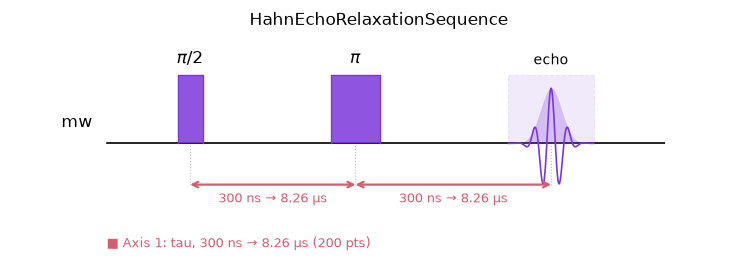 HahnEchoRelaxationSequence
π/2 π echo
mw
300 ns → 8.26 μs 300 ns → 8.26 μs
Axis 1: tau, 300 ns → 8.26 μs (200 pts)